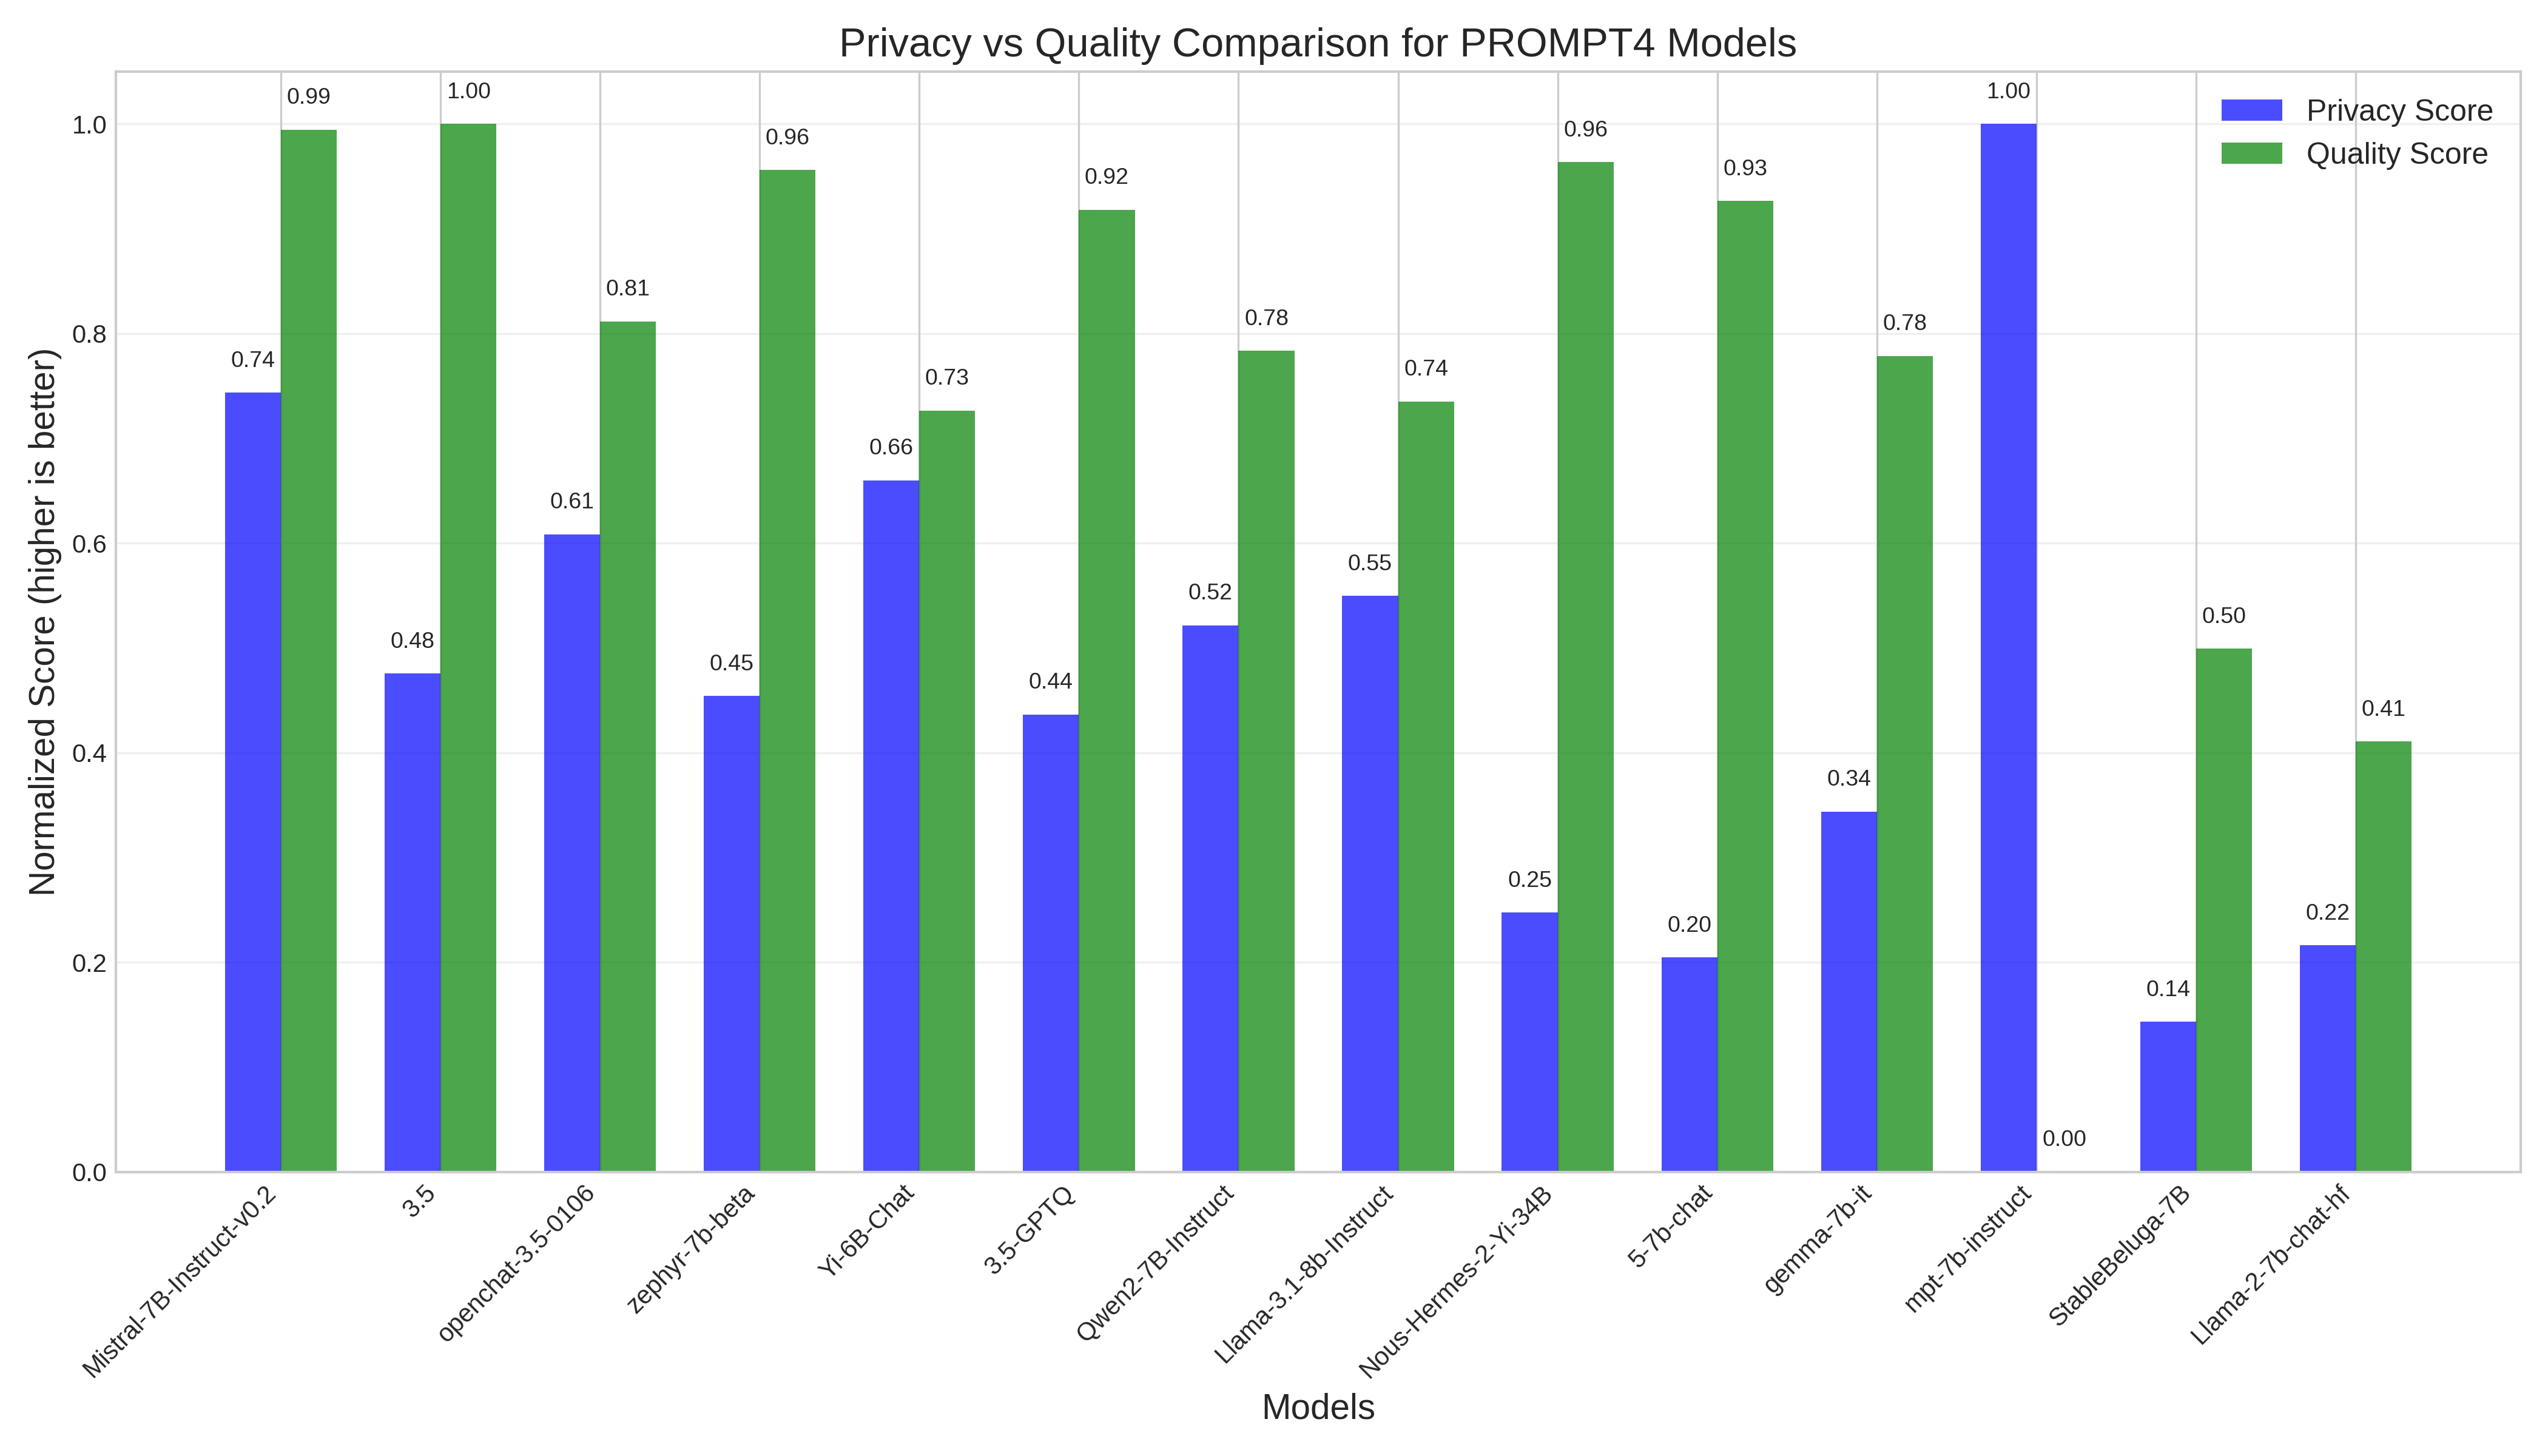 Privacy vs Quality Comparison for PROMPT4 Models
Privacy Score
Quality Score
Normalized Score (higher is better)
1.0
0.8
0.6
0.4
0.2
0.0
0.74
0.99
0.48
1.00
0.61
0.81
0.45
0.96
0.66
0.73
0.44
0.92
0.52
0.78
0.55
0.74
0.25
0.96
0.20
0.93
0.34
0.78
1.00
0.00
0.14
0.50
0.22
0.41
Mistral-7B-Instruct-v0.2
3.5
openchat-3.5-0106
zephyr-7b-beta
Yi-6B-Chat
3.5-GPTQ
Qwen2-7B-Instruct
Llama-3.1-8b-Instruct
Nous-Hermes-2-Yi-34B
5-7b-chat
gemma-7b-it
mpt-7b-instruct
StableBeluga-7B
Llama-2-7b-chat-hf
Models